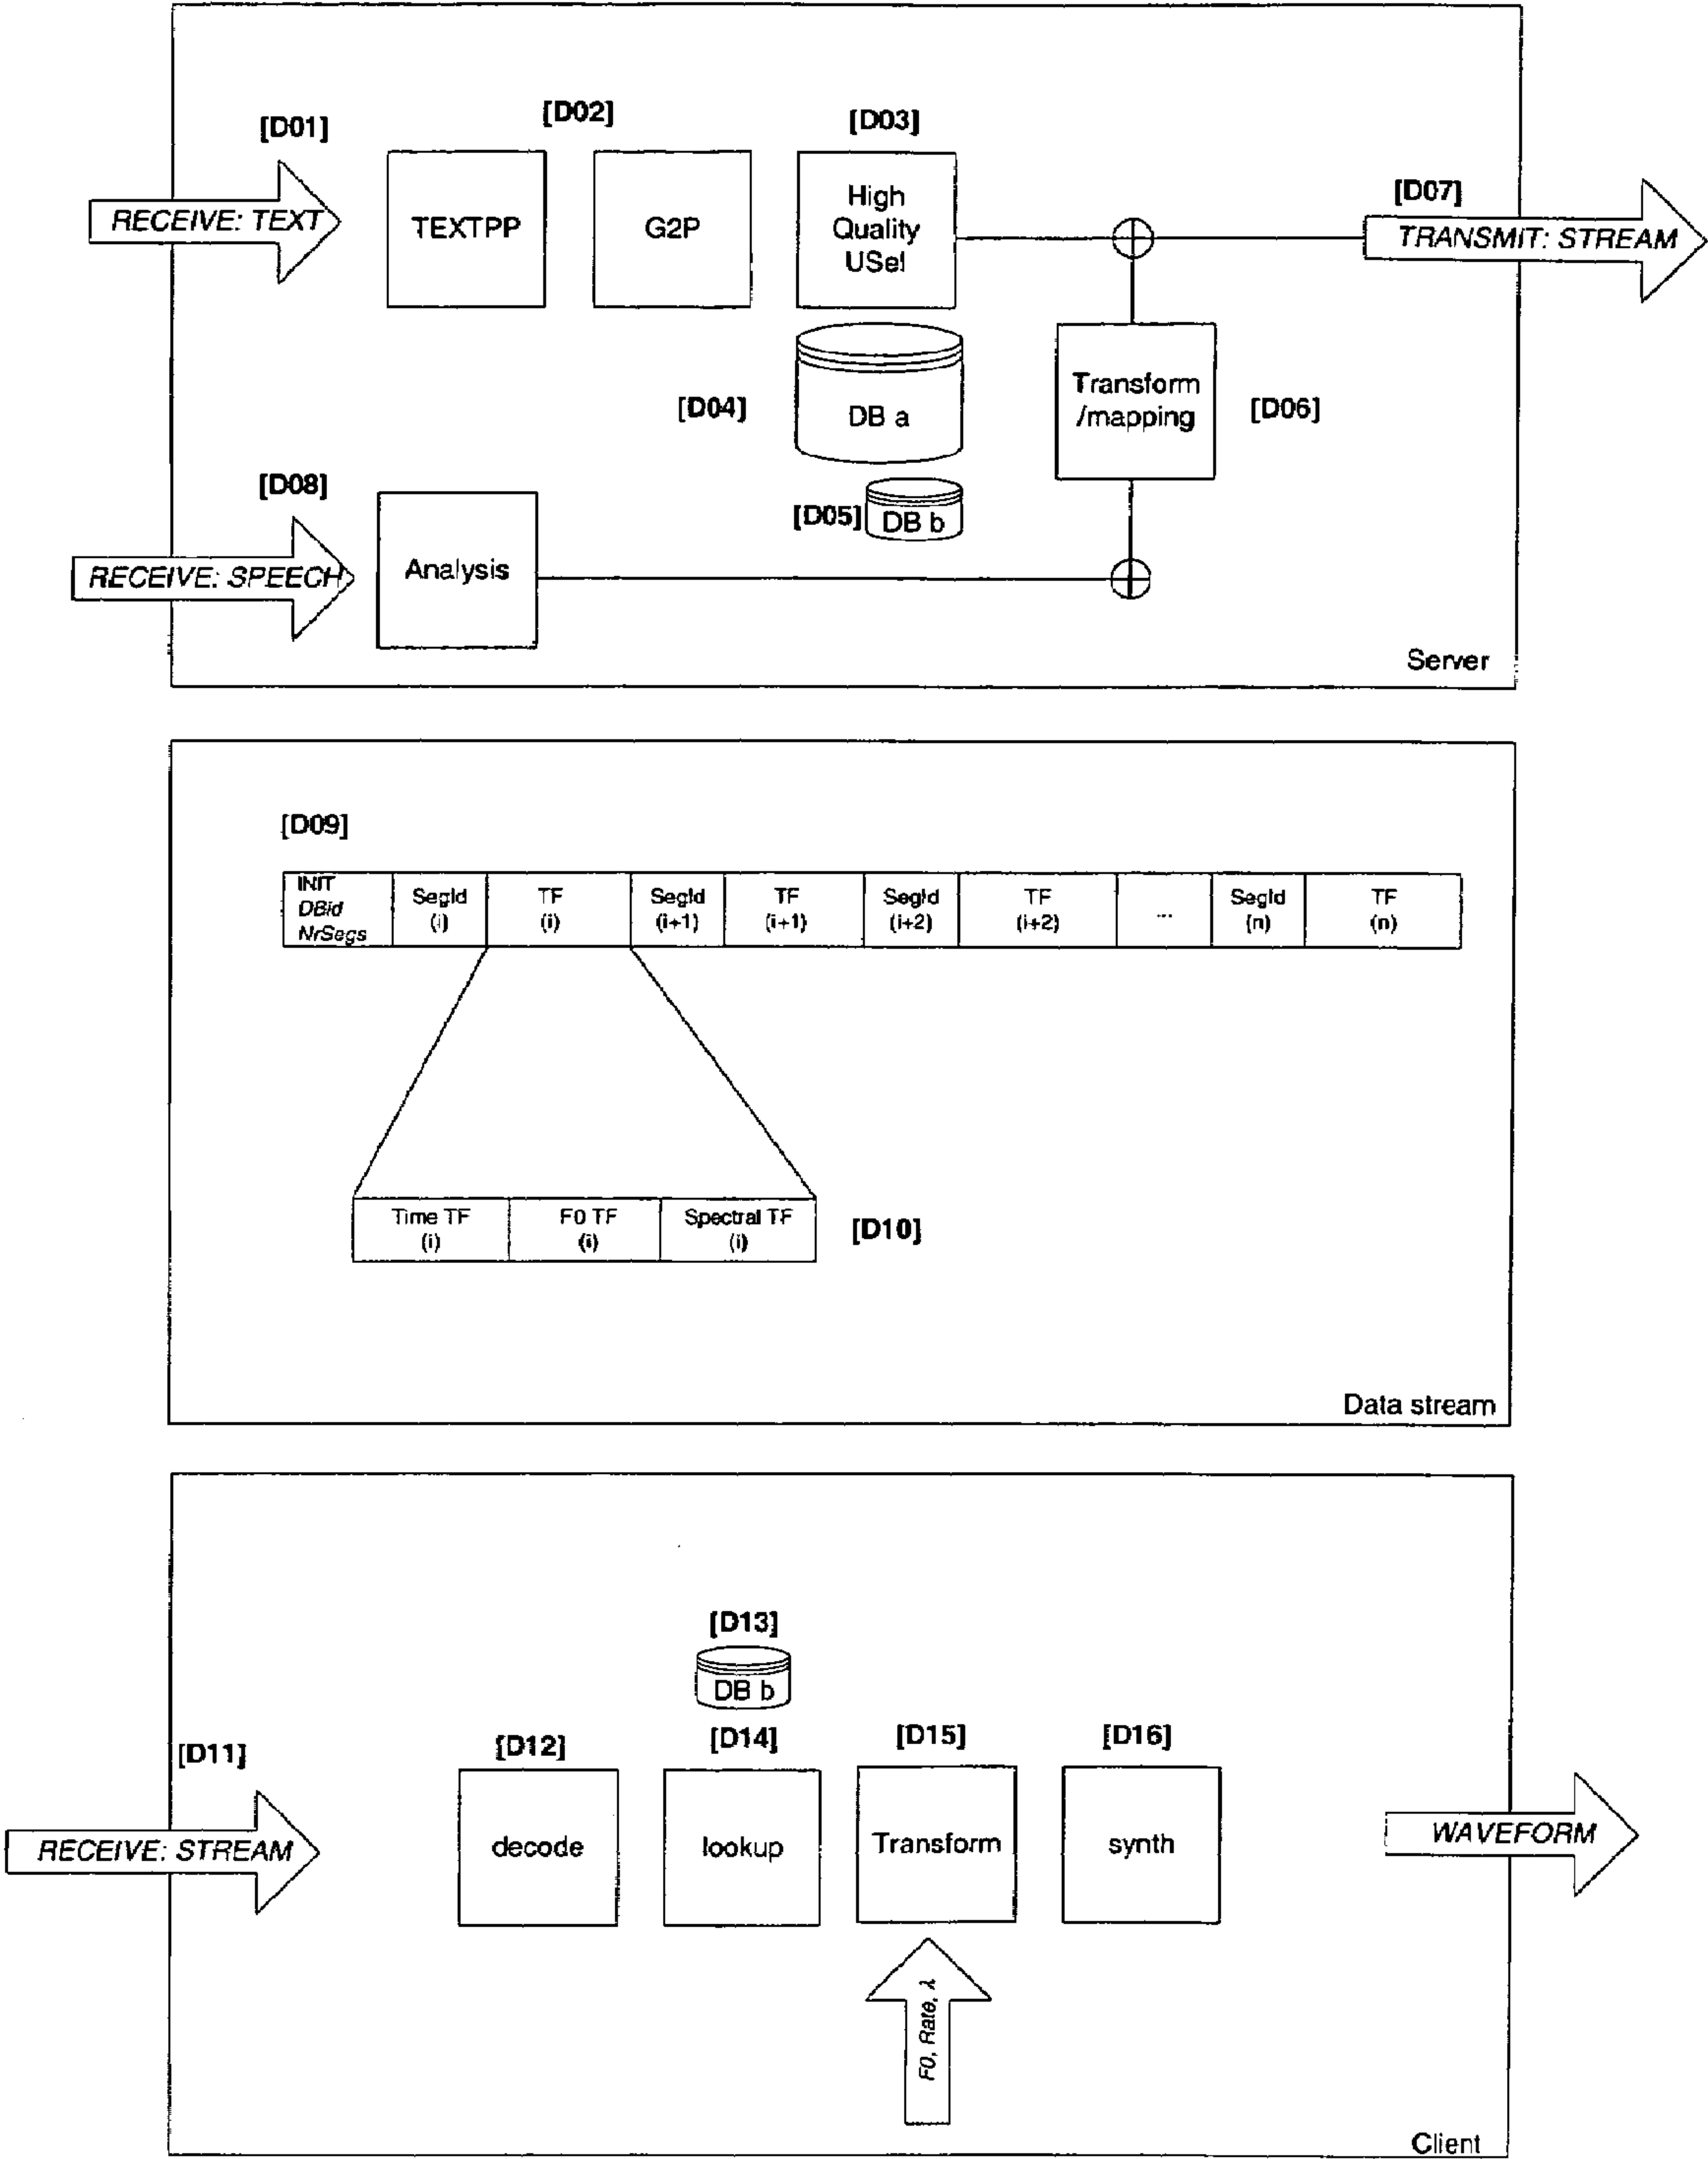 [D01]
[D02]
[D03]
RECEIVE: TEXT
TEXTPP
G2P
High
Quality
USel
[D07]
TRANSMIT: STREAM
[D04]
DB a
Transform
/mapping
[D06]
[D08]
[D05]
DB b
RECEIVE: SPEECH
Analysis
Server
[D09]
INIT
DBid
NrSegs
SegId
(i)
TF
(i)
SegId
(i+1)
TF
(i+1)
SegId
(i+2)
TF
(i+2)
...
SegId
(n)
TF
(n)
Time TF
(i)
F0 TF
(i)
Spectral TF
(i)
[D10]
Data stream
[D13]
DB b
[D11]
[D12]
[D14]
[D15]
[D16]
RECEIVE: STREAM
decode
lookup
Transform
synth
WAVEFORM
F0, Rate, λ
Client